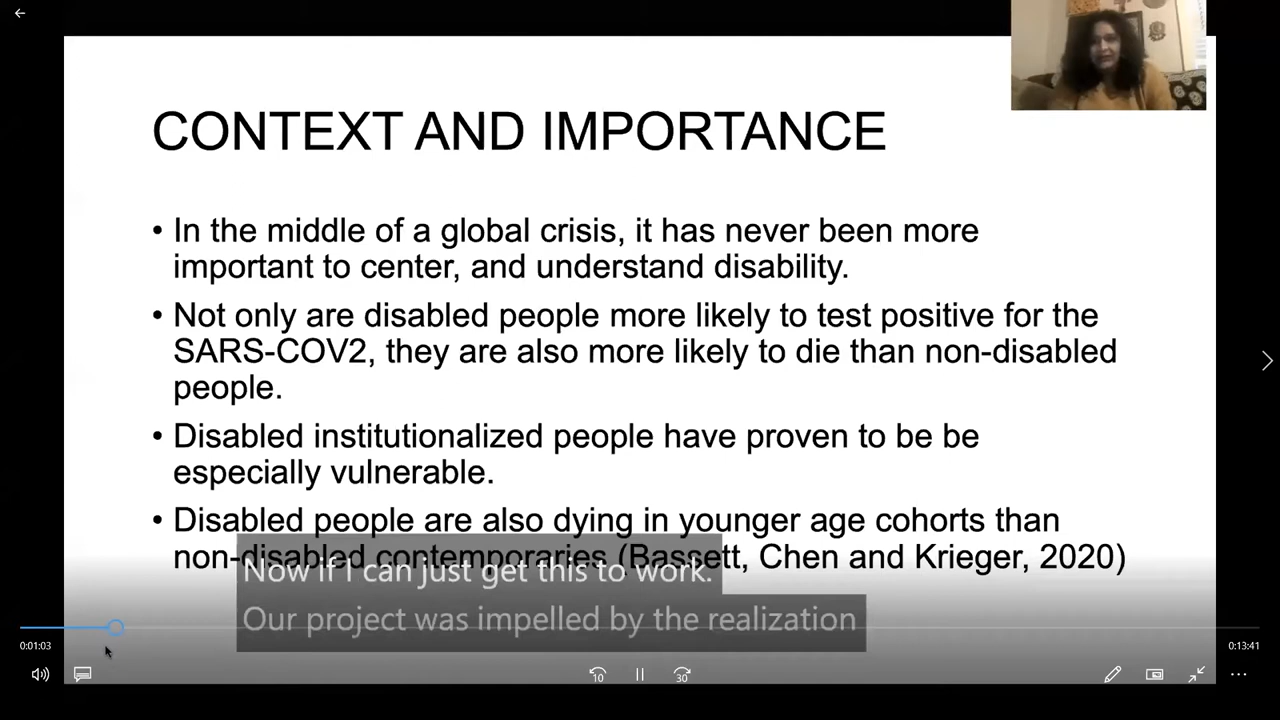 CONTEXT AND IMPORTANCE
• In the middle of a global crisis, it has never been more
important to center, and understand disability.
• Not only are disabled people more likely to test positive for the
SARS-COV2, they are also more likely to die than non-disabled
people.
• Disabled institutionalized people have proven to be be
especially vulnerable.
• Disabled people are also dying in younger age cohorts than
non-disabled contemporaries (Bassett, Chen and Krieger, 2020)
Now if I can just get this to work.
Our project was impelled by the realization
0:01:03
0:13:41
10
30